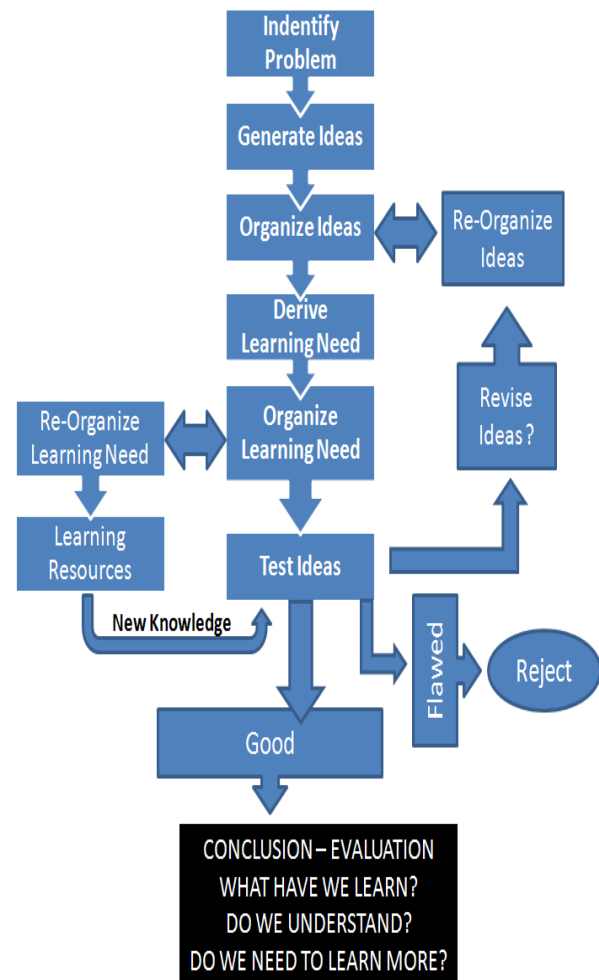 Indentify
Problem
Generate Ideas
Organize Ideas
Re-Organize
Ideas
Derive
Learning Need
Revise
Ideas ?
Organize
Learning Need
Re-Organize
Learning Need
Learning
Resources
Test Ideas
New Knowledge
Flawed
Reject
Good
CONCLUSION – EVALUATION
WHAT HAVE WE LEARN?
DO WE UNDERSTAND?
DO WE NEED TO LEARN MORE?